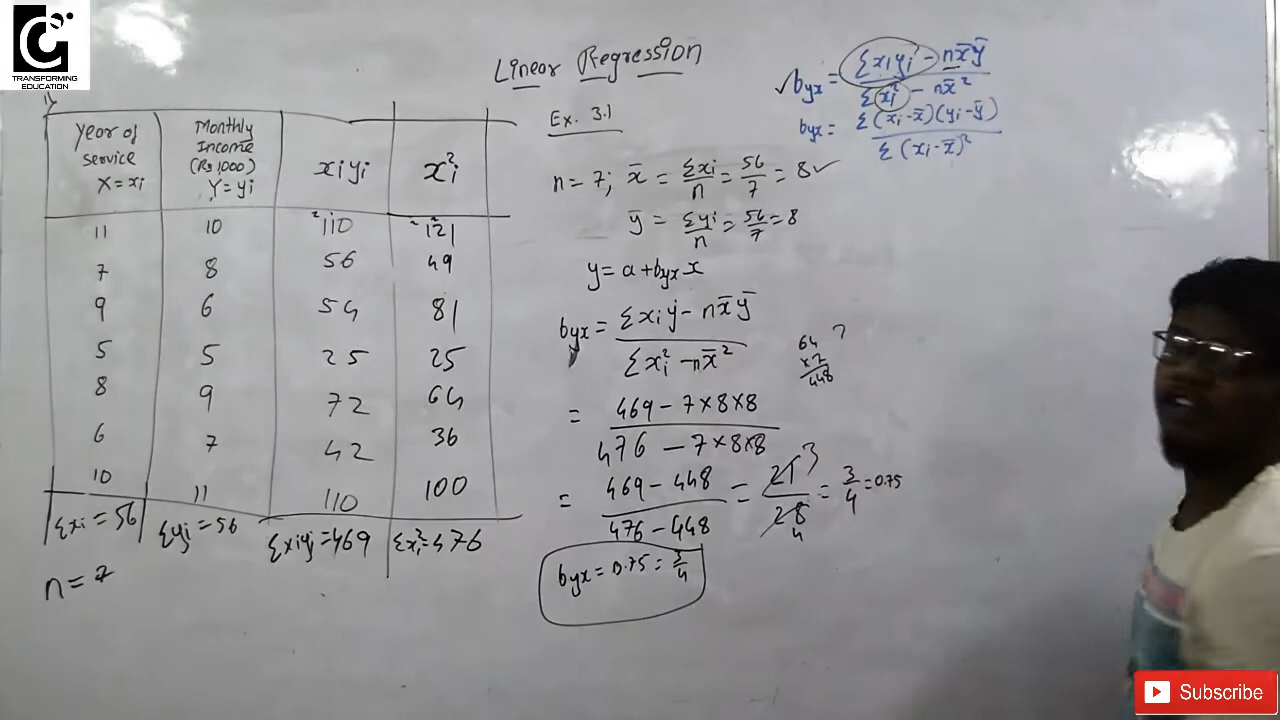 TRANSFORMING
EDUCATION
Linear Regression
Year of
service
X=xi
Monthly
Income
(Rs 1000)
Y=yi
xiyi
xi²
11 10 110 121
7 8 56 49
9 6 54 81
5 5 25 25
8 9 72 64
6 7 42 36
10 11 110 100
Σxi=56 Σyi=56 Σxiyi=469 Σxi²=476
n=7
Ex. 3.1
n=7; x̄ = Σxi/n = 56/7 = 8✓
ȳ = Σyi/n = 56/7 = 8
y = a+byx x
byx = Σxiy - nx̄ȳ / Σxi² - nx̄²
= 469 - 7×8×8 / 476 - 7×8×8
= 469 - 448 / 476 - 448 = 21 3 / 28 4 = 3/4 = 0.75
byx = 0.75 = 3/4
64
×7
448
✓byx = Σxiyi - nx̄ȳ / Σxi² - nx̄²
byx = Σ(xi-x̄)(yi-ȳ) / Σ(xi-x̄)²
Subscribe